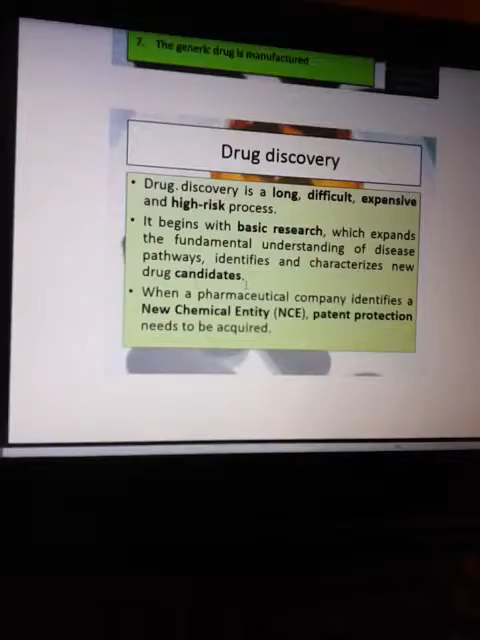 7. The generic drug is manufactured
Drug discovery
• Drug discovery is a long, difficult, expensive
and high-risk process.
• It begins with basic research, which expands
the fundamental understanding of disease
pathways, identifies and characterizes new
drug candidates.
• When a pharmaceutical company identifies a
New Chemical Entity (NCE), patent protection
needs to be acquired.